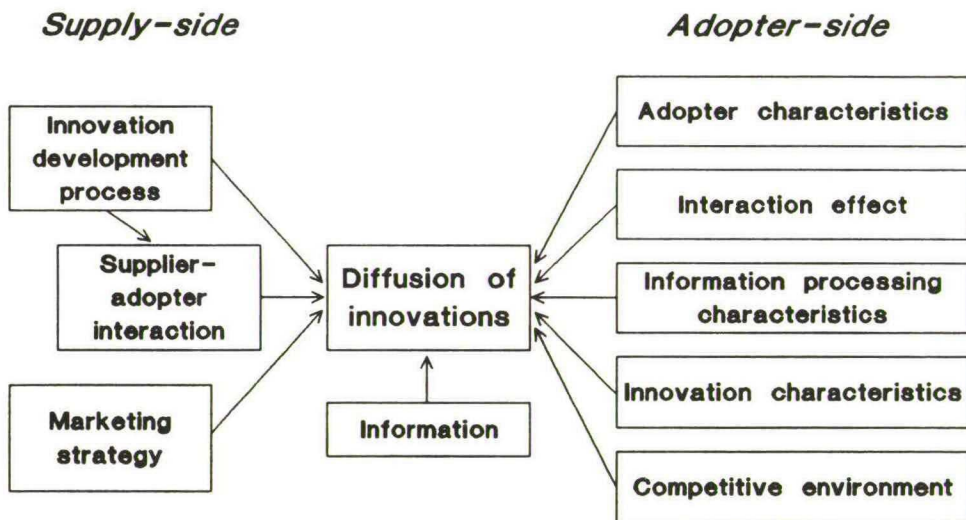 Supply-side
Adopter-side
Innovation
development
process
Supplier-
adopter
interaction
Marketing
strategy
Diffusion of
innovations
Information
Adopter characteristics
Interaction effect
Information processing
characteristics
Innovation characteristics
Competitive environment